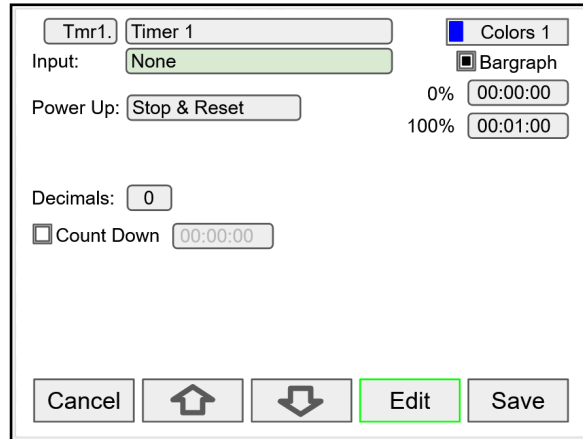 Tmr1. Timer 1 Colors 1
Input: None Bargraph
0% 00:00:00
Power Up: Stop & Reset
100% 00:01:00
Decimals: 0
Count Down 00:00:00
Cancel Edit Save